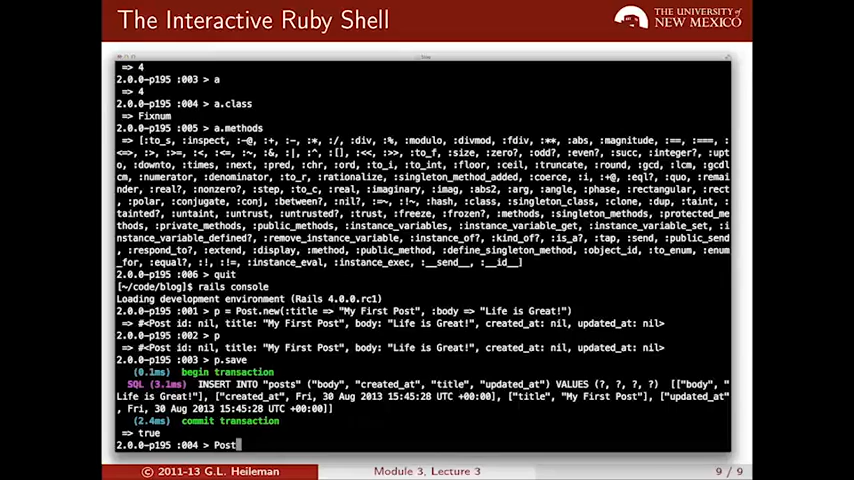 The Interactive Ruby Shell
THE UNIVERSITY of
NEW MEXICO
=> 4
2.0.0-p195 :003 > a
=> 4
2.0.0-p195 :004 > a.class
=> Fixnum
2.0.0-p195 :005 > a.methods
=> [:to_s, :inspect, :-@, :+, :-, :*, :/, :div, :%, :modulo, :divmod, :fdiv, :**, :abs, :magnitude, :==, :===, :
<=>, :>, :>=, :<, :<=, :~, :&, :|, :^, :[], :<<, :>>, :to_f, :size, :zero?, :odd?, :even?, :succ, :integer?, :upt
o, :downto, :times, :next, :pred, :chr, :ord, :to_i, :to_int, :floor, :ceil, :truncate, :round, :gcd, :lcm, :gcdl
cm, :numerator, :denominator, :to_r, :rationalize, :singleton_method_added, :coerce, :i, :+@, :eql?, :quo, :remai
nder, :real?, :nonzero?, :step, :to_c, :real, :imaginary, :imag, :abs2, :arg, :angle, :phase, :rectangular, :rect
, :polar, :conjugate, :conj, :between?, :nil?, :=~, :!~, :hash, :class, :singleton_class, :clone, :dup, :taint, :
tainted?, :untaint, :untrust, :untrusted?, :trust, :freeze, :frozen?, :methods, :singleton_methods, :protected_me
thods, :private_methods, :public_methods, :instance_variables, :instance_variable_get, :instance_variable_set, :i
nstance_variable_defined?, :remove_instance_variable, :instance_of?, :kind_of?, :is_a?, :tap, :send, :public_send
, :respond_to?, :extend, :display, :method, :public_method, :define_singleton_method, :object_id, :to_enum, :enum
_for, :equal?, :!, :!=, :instance_eval, :instance_exec, :__send__, :__id__]
2.0.0-p195 :006 > quit
[~/code/blog]$ rails console
Loading development environment (Rails 4.0.0.rc1)
2.0.0-p195 :001 > p = Post.new(:title => "My First Post", :body => "Life is Great!")
=> #<Post id: nil, title: "My First Post", body: "Life is Great!", created_at: nil, updated_at: nil>
2.0.0-p195 :002 > p
=> #<Post id: nil, title: "My First Post", body: "Life is Great!", created_at: nil, updated_at: nil>
2.0.0-p195 :003 > p.save
(0.1ms) begin transaction
SQL (3.1ms) INSERT INTO "posts" ("body", "created_at", "title", "updated_at") VALUES (?, ?, ?, ?) [["body", "
Life is Great!"], ["created_at", Fri, 30 Aug 2013 15:45:28 UTC +00:00], ["title", "My First Post"], ["updated_at"
, Fri, 30 Aug 2013 15:45:28 UTC +00:00]]
(2.4ms) commit transaction
=> true
2.0.0-p195 :004 > Post
© 2011-13 G.L. Heileman
Module 3, Lecture 3
9 / 9